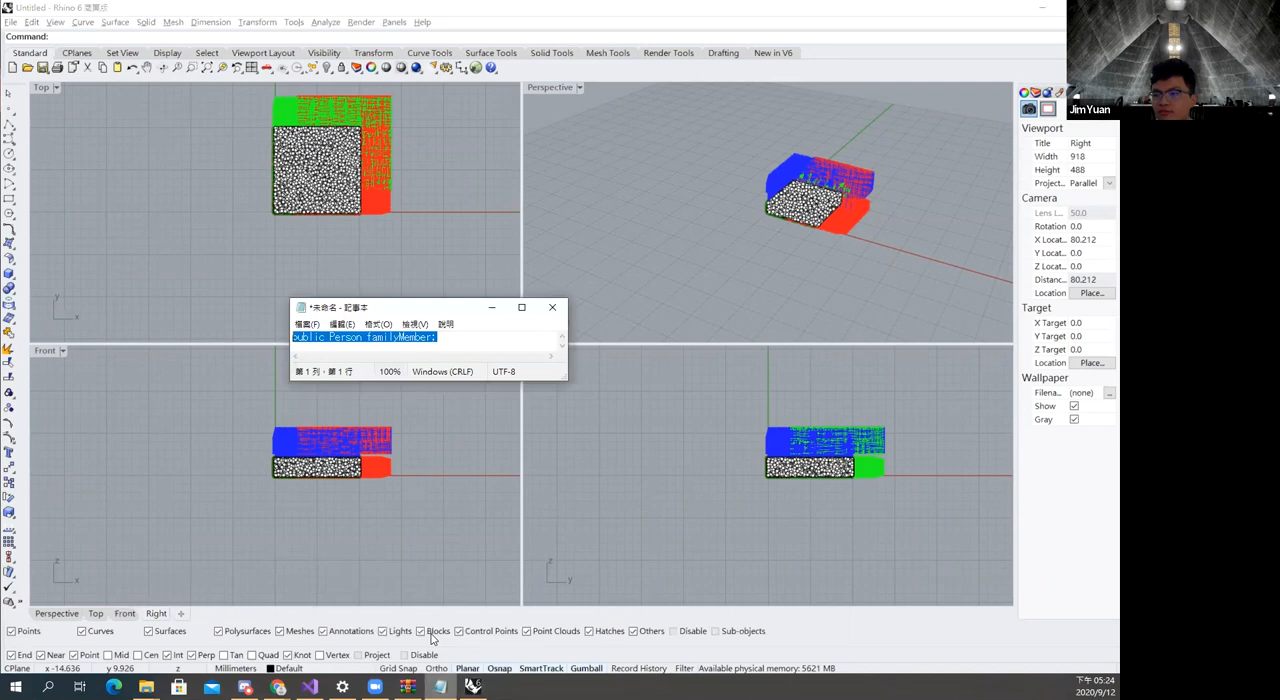 Untitled - Rhino 6
File Edit View Curve Surface Solid Mesh Dimension Transform Tools Analyze Render Panels Help
Command:
Standard CPlanes Set View Display Select Viewport Layout Visibility Transform Curve Tools Surface Tools Solid Tools Mesh Tools Render Tools Drafting New in V6
Top
Perspective
JimYuan
Viewport
Title Right
Width 918
Height 488
Project... Parallel
Camera
Lens L... 50.0
Rotation 0.0
X Locat... 80.212
Y Locat... 0.0
Z Locat... 0.0
Distanc... 80.212
Location Place...
Target
X Target 0.0
Y Target 0.0
Z Target 0.0
Location Place...
Wallpaper
Filena... (none) ...
Show
Gray
*未命名 - 記事本
檔案(F) 編輯(E) 格式(O) 檢視(V) 說明
public Person familyMember;
第 1 列，第 1 行 100% Windows (CRLF) UTF-8
y
x
Front
z
x
z
y
Perspective Top Front Right
Points Curves Surfaces Polysurfaces Meshes Annotations Lights Blocks Control Points Point Clouds Hatches Others Disable Sub-objects
End Near Point Mid Cen Int Perp Tan Quad Knot Vertex Project Disable
CPlane x -14.636 y 9.926 z Millimeters Default Grid Snap Ortho Planar Osnap SmartTrack Gumball Record History Filter Available physical memory: 5621 MB
下午 05:24
2020/9/12